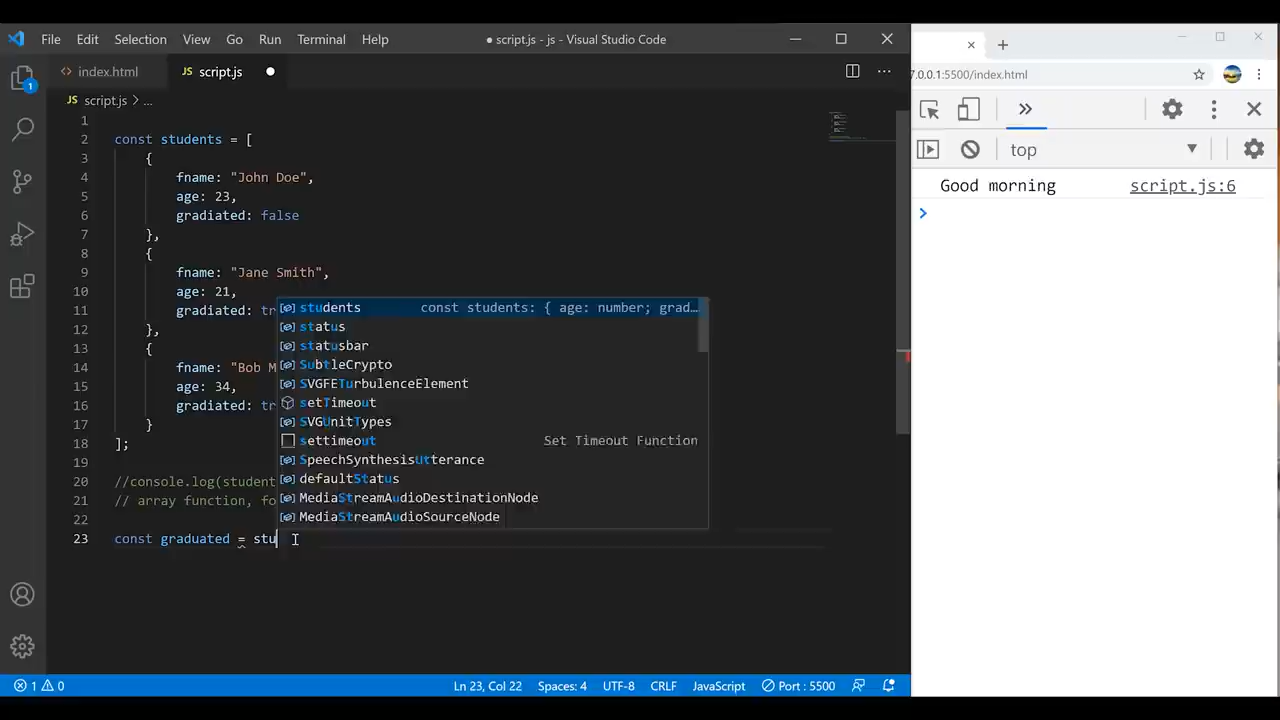 File Edit Selection View Go Run Terminal Help ● script.js - js - Visual Studio Code
index.html JS script.js
JS script.js > ...
1
2 const students = [
3 {
4 fname: "John Doe",
5 age: 23,
6 gradiated: false
7 },
8 {
9 fname: "Jane Smith",
10 age: 21,
11 gradiated: tr
12 },
13 {
14 fname: "Bob M
15 age: 34,
16 gradiated: tr
17 }
18 ];
19
20 //console.log(student
21 // array function, fo
22
23 const graduated = stu
students const students: { age: number; grad…
status
statusbar
SubtleCrypto
SVGFETurbulenceElement
setTimeout
SVGUnitTypes
settimeout Set Timeout Function
SpeechSynthesisUtterance
defaultStatus
MediaStreamAudioDestinationNode
MediaStreamAudioSourceNode
1
1 0 Ln 23, Col 22 Spaces: 4 UTF-8 CRLF JavaScript Port : 5500
7.0.0.1:5500/index.html
top
Good morning script.js:6